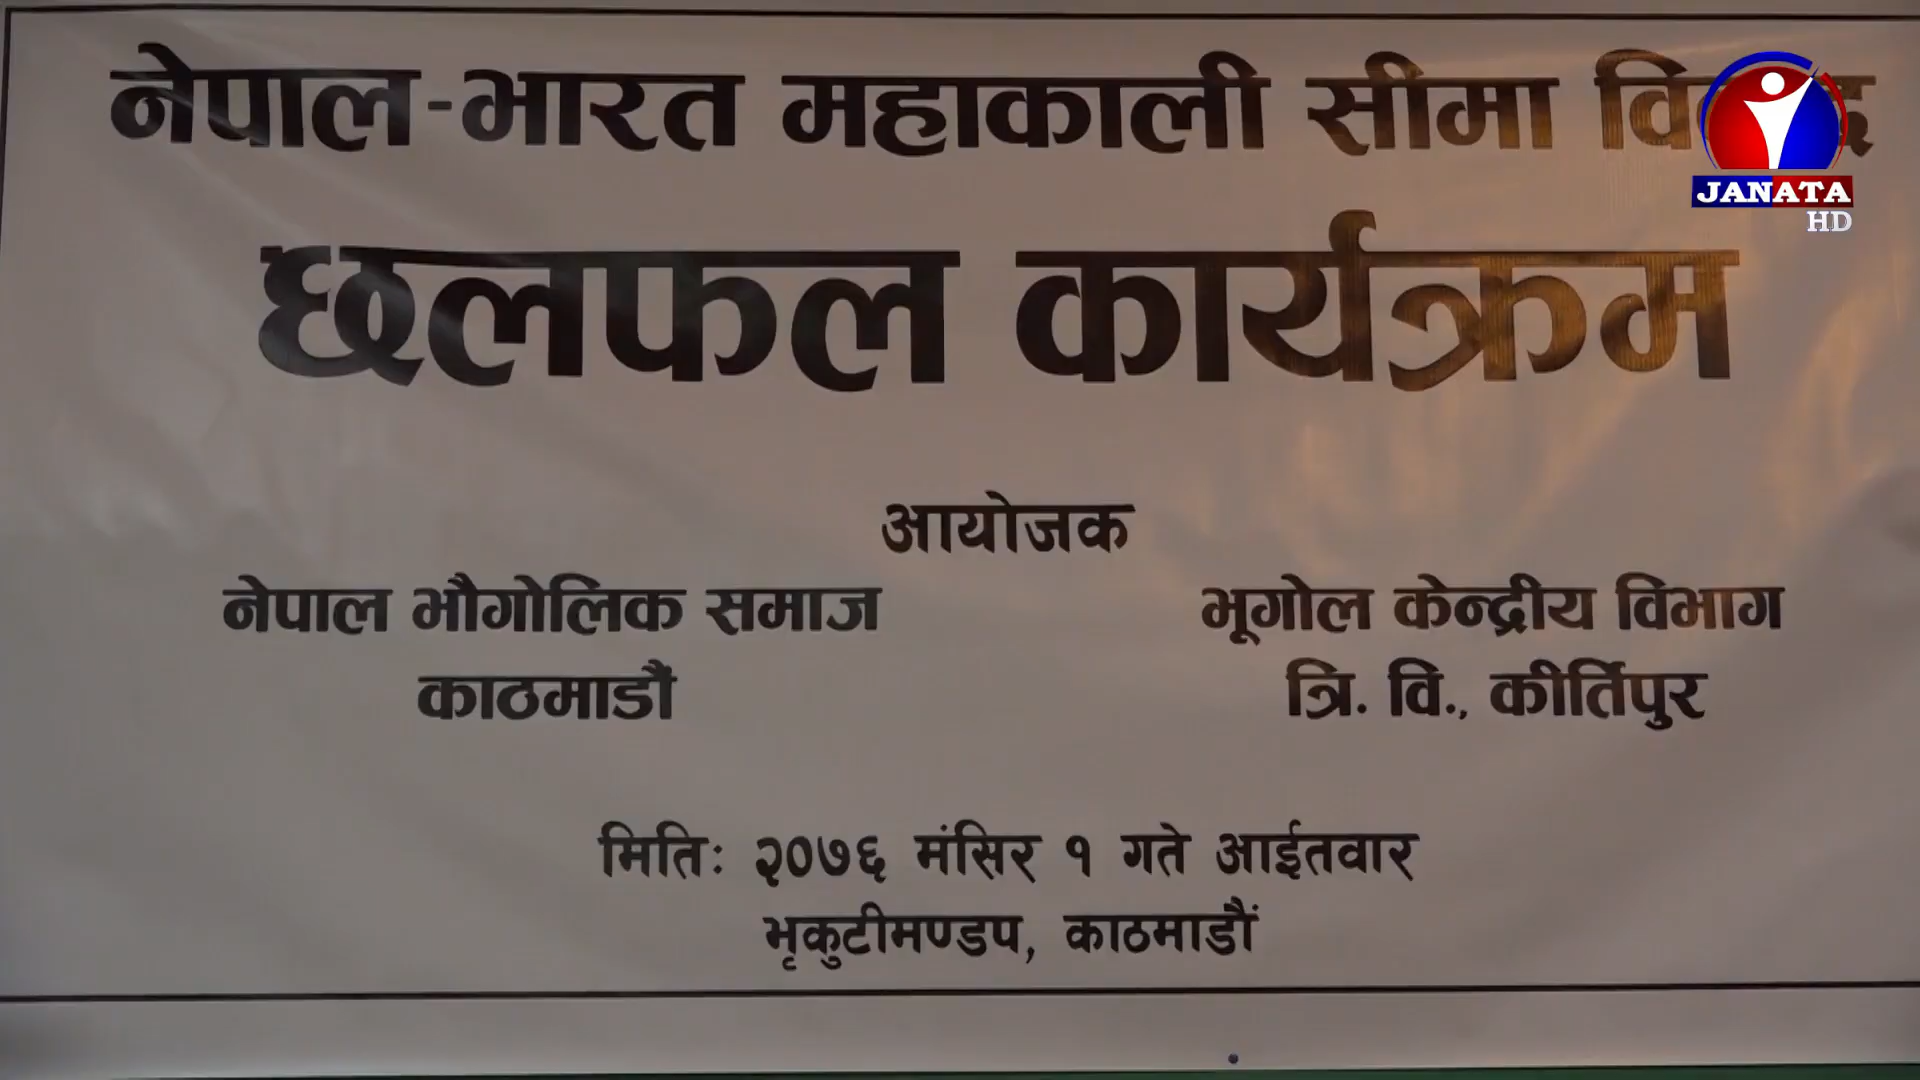 नेपाल-भारत महाकाली सीमा
JANATA
HD
छलफल कार्यक्रम
आयोजक
नेपाल भौगोलिक समाज
काठमाडौं
भूगोल केन्द्रीय विभाग
त्रि. वि., कीर्तिपुर
मितिः २०७६ मंसिर १ गते आईतवार
भृकुटीमण्डप, काठमाडौं